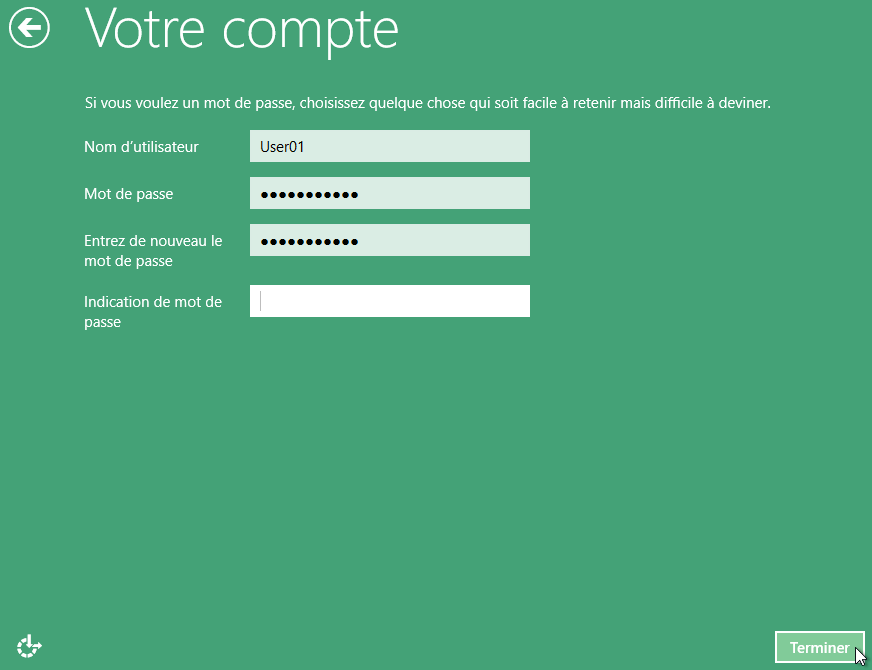 Votre compte
Si vous voulez un mot de passe, choisissez quelque chose qui soit facile à retenir mais difficile à deviner.
Nom d’utilisateur
User01
Mot de passe
●●●●●●●●●●●
Entrez de nouveau le
mot de passe
●●●●●●●●●●●
Indication de mot de
passe
Terminer